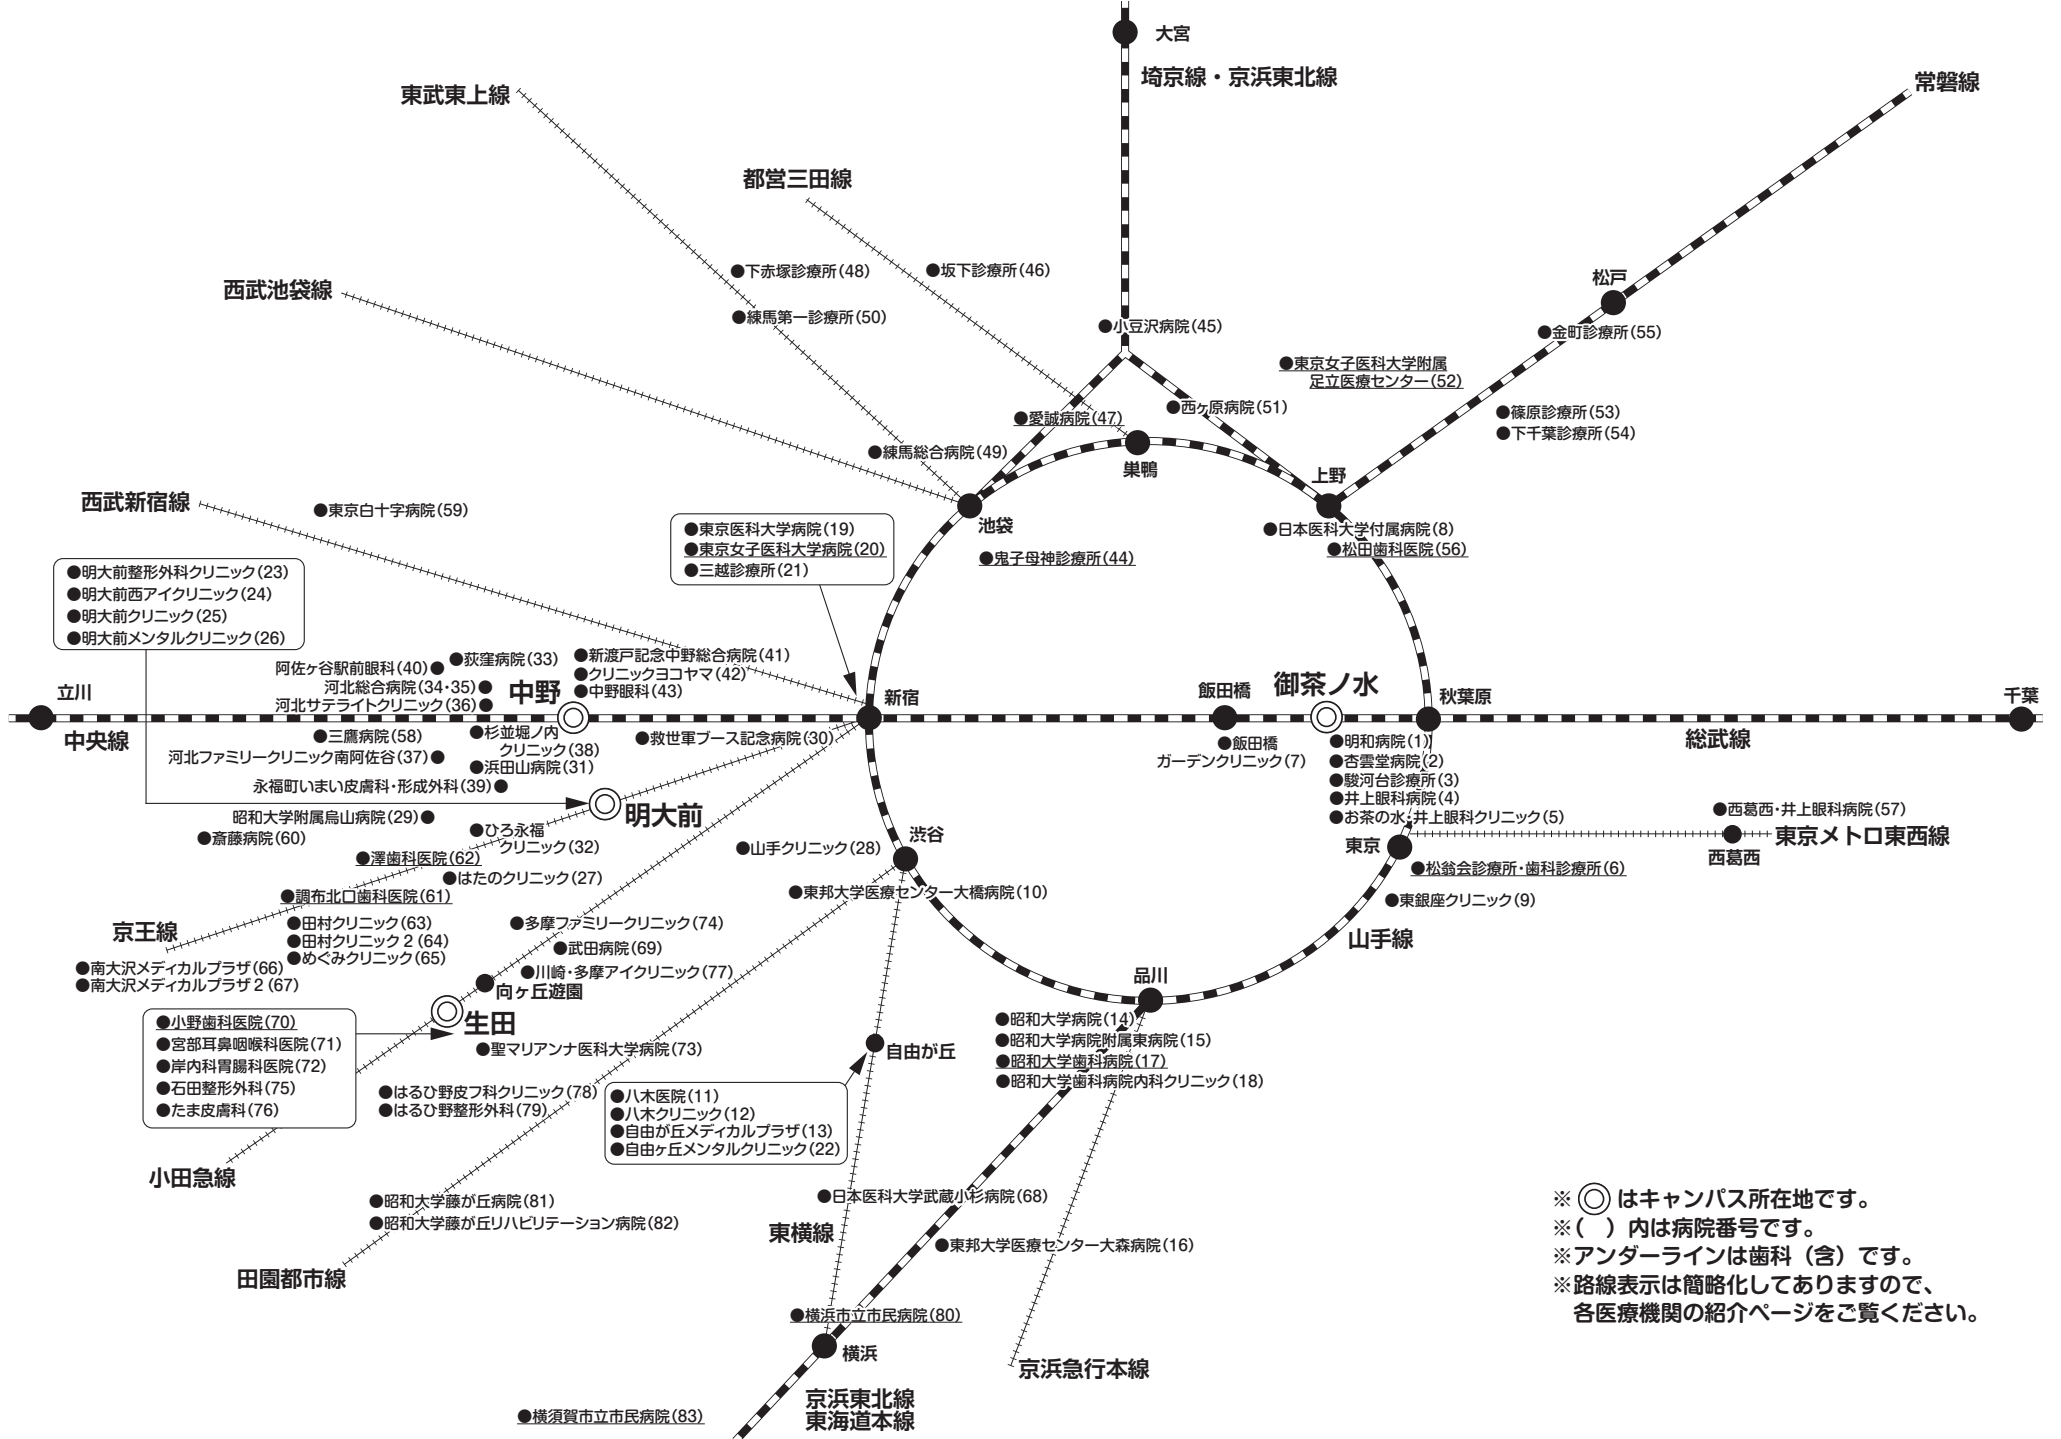 大宮
埼京線・京浜東北線
常磐線
東武東上線
都営三田線
●下赤塚診療所(48)
●坂下診療所(46)
松戸
西武池袋線
●練馬第一診療所(50)
●小豆沢病院(45)
●金町診療所(55)
●東京女子医科大学附属
足立医療センター(52)
●愛誠病院(47)
●西ヶ原病院(51)
●篠原診療所(53)
●下千葉診療所(54)
●練馬総合病院(49)
巣鴨
上野
西武新宿線
●東京白十字病院(59)
池袋
●東京医科大学病院(19)
●東京女子医科大学病院(20)
●三越診療所(21)
●日本医科大学付属病院(8)
●松田歯科医院(56)
●鬼子母神診療所(44)
●明大前整形外科クリニック(23)
●明大前西アイクリニック(24)
●明大前クリニック(25)
●明大前メンタルクリニック(26)
●荻窪病院(33)
阿佐ヶ谷駅前眼科(40)●
河北総合病院(34・35)●
河北サテライトクリニック(36)●
●新渡戸記念中野総合病院(41)
●クリニックヨコヤマ(42)
●中野眼科(43)
立川
中野
新宿
飯田橋
御茶ノ水
秋葉原
千葉
中央線
総武線
●三鷹病院(58)
河北ファミリークリニック南阿佐谷(37)●
永福町いまい皮膚科・形成外科(39)●
●杉並堀ノ内
クリニック(38)
●浜田山病院(31)
●救世軍ブース記念病院(30)
●飯田橋
ガーデンクリニック(7)
●明和病院(1)
●杏雲堂病院(2)
●駿河台診療所(3)
●井上眼科病院(4)
●お茶の水・井上眼科クリニック(5)
明大前
昭和大学附属烏山病院(29)●
●斎藤病院(60)
●ひろ永福
クリニック(32)
●西葛西・井上眼科病院(57)
東京メトロ東西線
西葛西
渋谷
東京
●山手クリニック(28)
●澤歯科医院(62)
●はたのクリニック(27)
●松翁会診療所・歯科診療所(6)
●調布北口歯科医院(61)
●東邦大学医療センター大橋病院(10)
●東銀座クリニック(9)
京王線
●田村クリニック(63)
●田村クリニック2(64)
●めぐみクリニック(65)
●多摩ファミリークリニック(74)
山手線
●武田病院(69)
●南大沢メディカルプラザ(66)
●南大沢メディカルプラザ2(67)
●川崎・多摩アイクリニック(77)
向ヶ丘遊園
品川
生田
●小野歯科医院(70)
●宮部耳鼻咽喉科医院(71)
●岸内科胃腸科医院(72)
●石田整形外科(75)
●たま皮膚科(76)
●聖マリアンナ医科大学病院(73)
自由が丘
●昭和大学病院(14)
●昭和大学病院附属東病院(15)
●昭和大学歯科病院(17)
●昭和大学歯科病院内科クリニック(18)
●はるひ野皮フ科クリニック(78)
●はるひ野整形外科(79)
●八木医院(11)
●八木クリニック(12)
●自由が丘メディカルプラザ(13)
●自由ヶ丘メンタルクリニック(22)
小田急線
●昭和大学藤が丘病院(81)
●昭和大学藤が丘リハビリテーション病院(82)
●日本医科大学武蔵小杉病院(68)
東横線
●東邦大学医療センター大森病院(16)
田園都市線
●横浜市立市民病院(80)
横浜
京浜急行本線
京浜東北線
東海道本線
●横須賀市立市民病院(83)
※◎はキャンパス所在地です。
※(　)内は病院番号です。
※アンダーラインは歯科(含)です。
※路線表示は簡略化してありますので、
各医療機関の紹介ページをご覧ください。